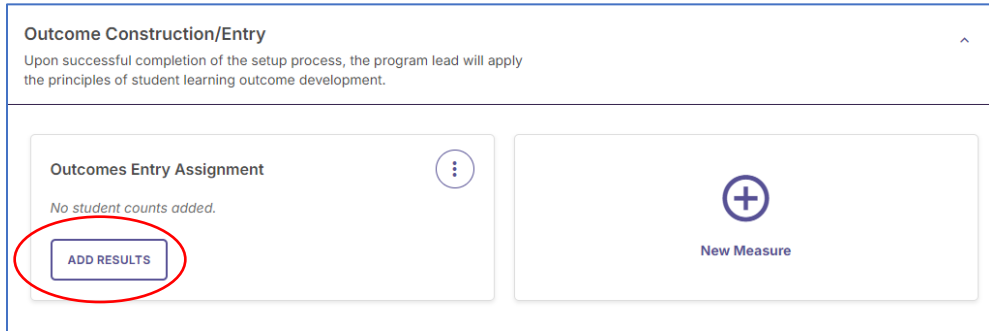 Outcome Construction/Entry
Upon successful completion of the setup process, the program lead will apply
the principles of student learning outcome development.
Outcomes Entry Assignment
No student counts added.
ADD RESULTS
New Measure